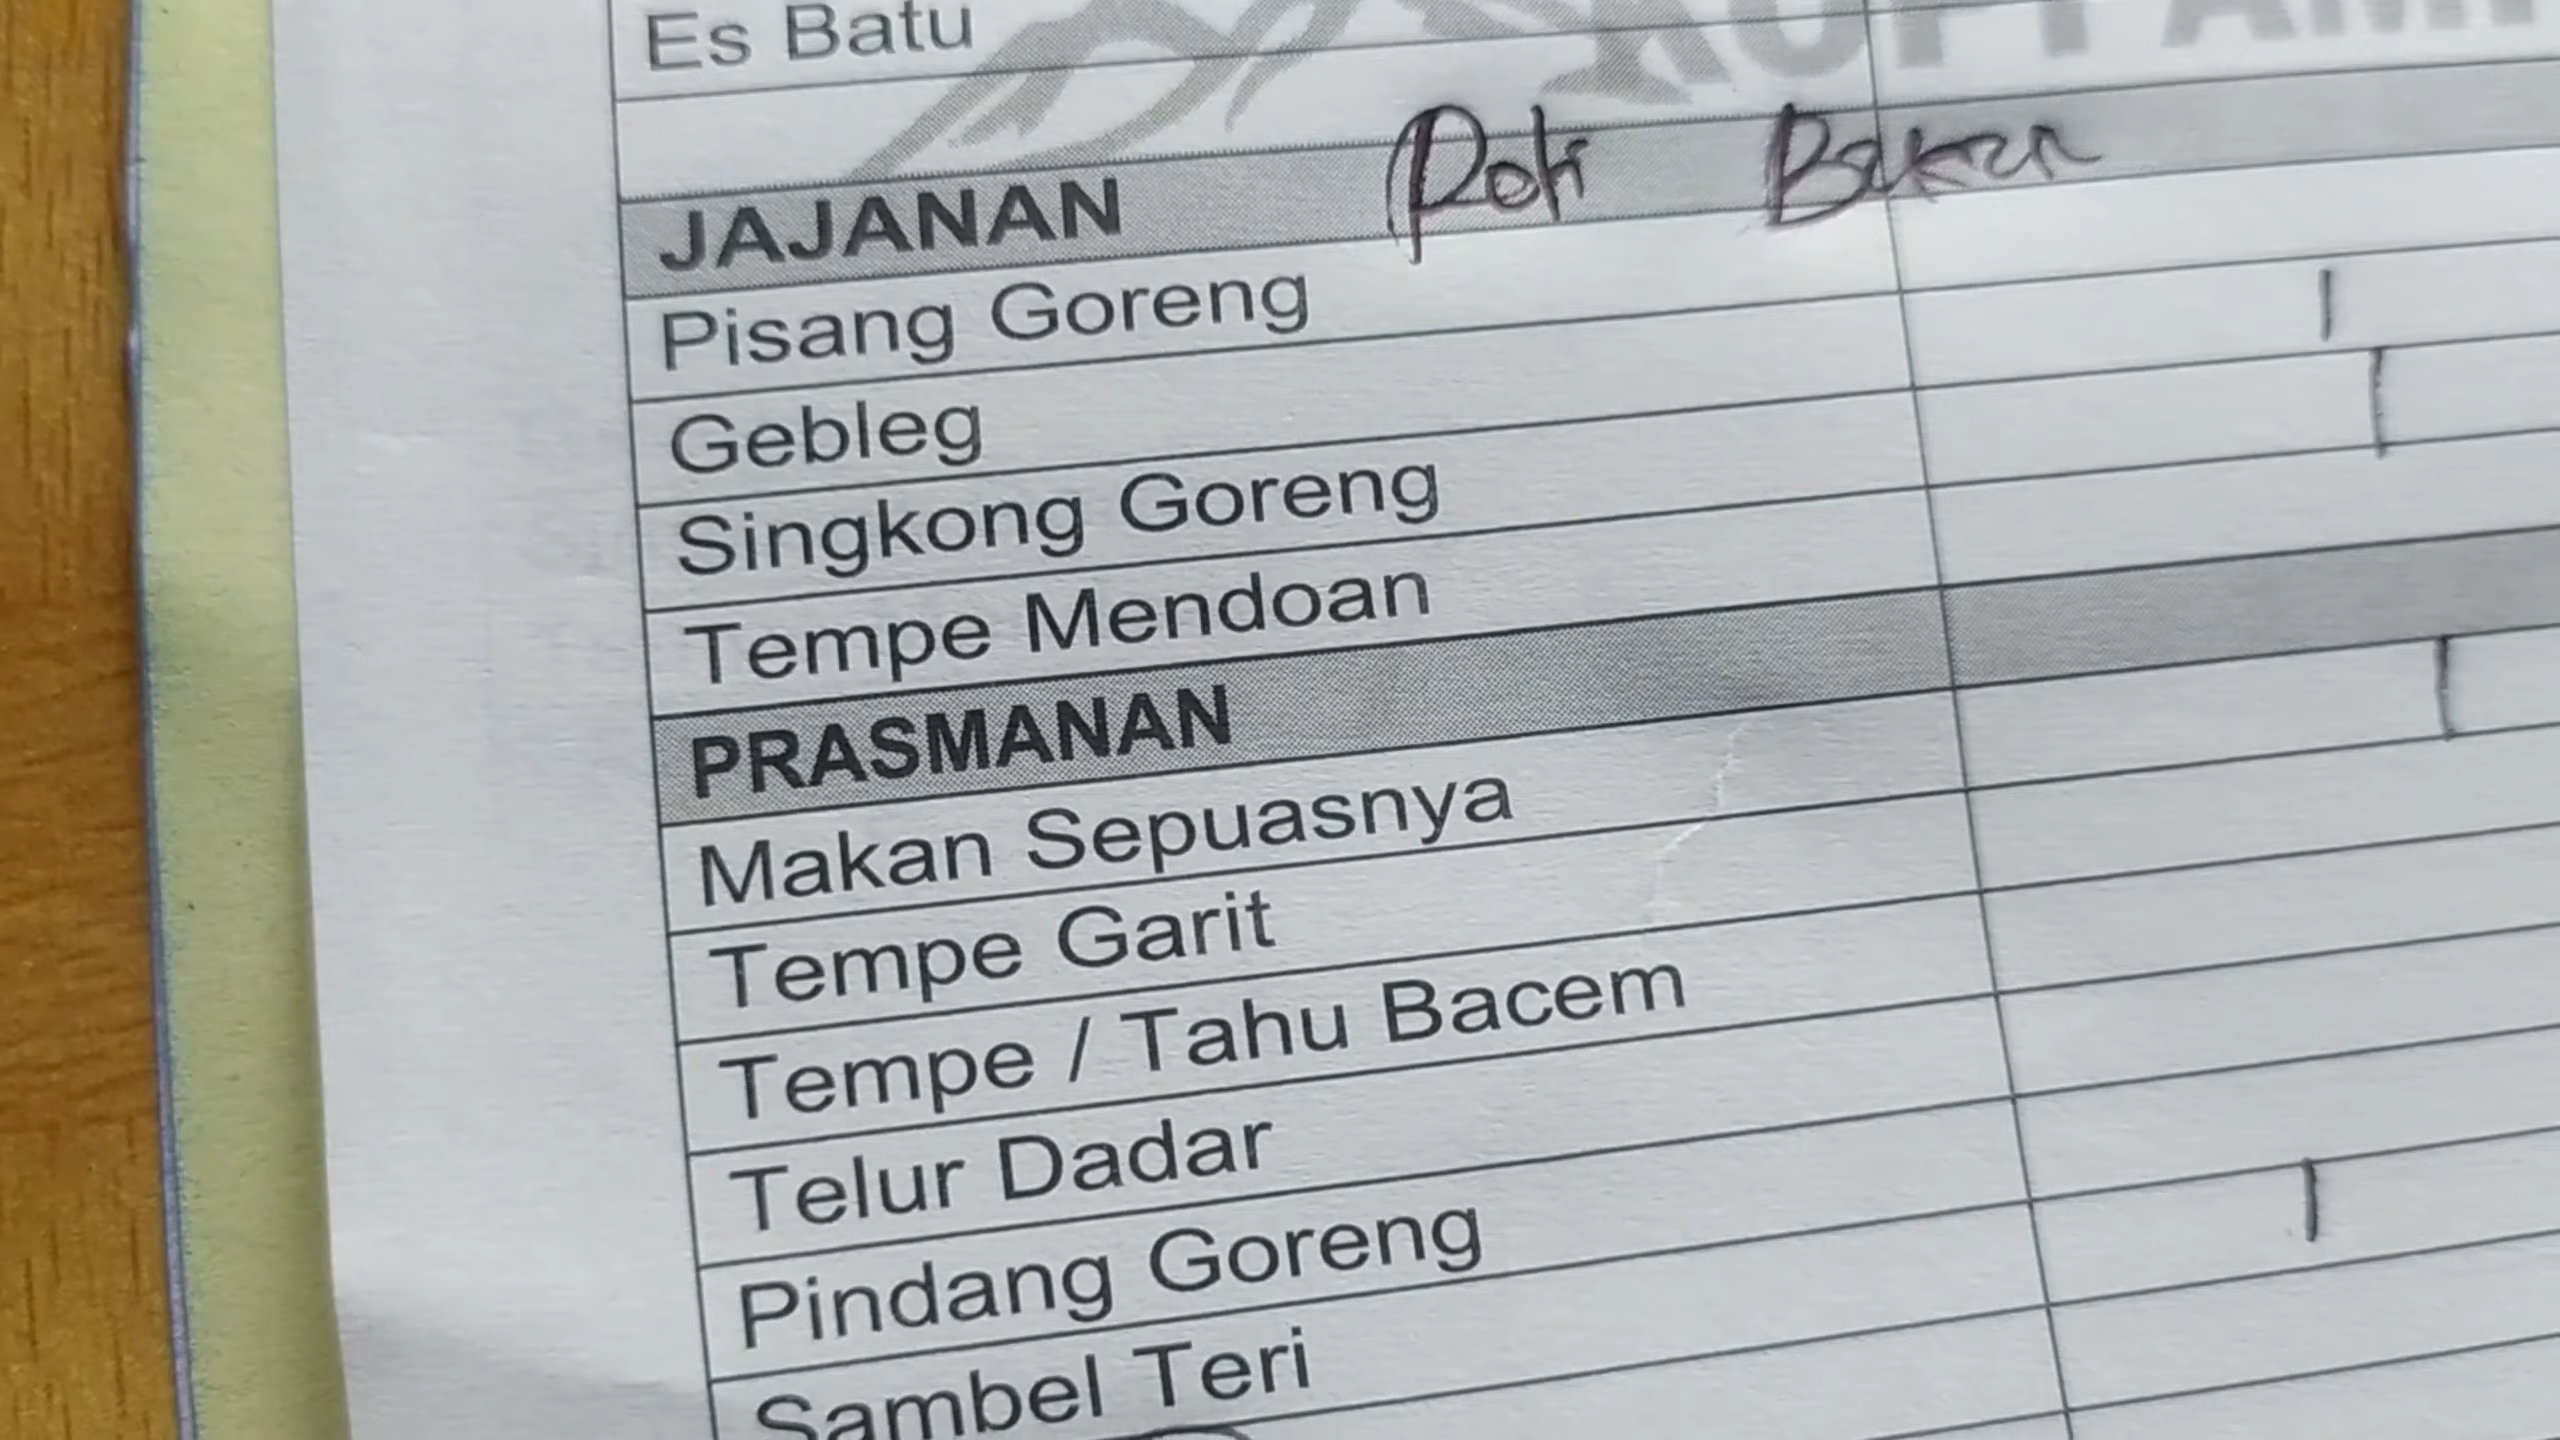 Es Batu
JAJANAN Roti Bakar
Pisang Goreng
Gebleg
Singkong Goreng
Tempe Mendoan
PRASMANAN
Makan Sepuasnya
Tempe Garit
Tempe / Tahu Bacem
Telur Dadar
Pindang Goreng
Sambel Teri